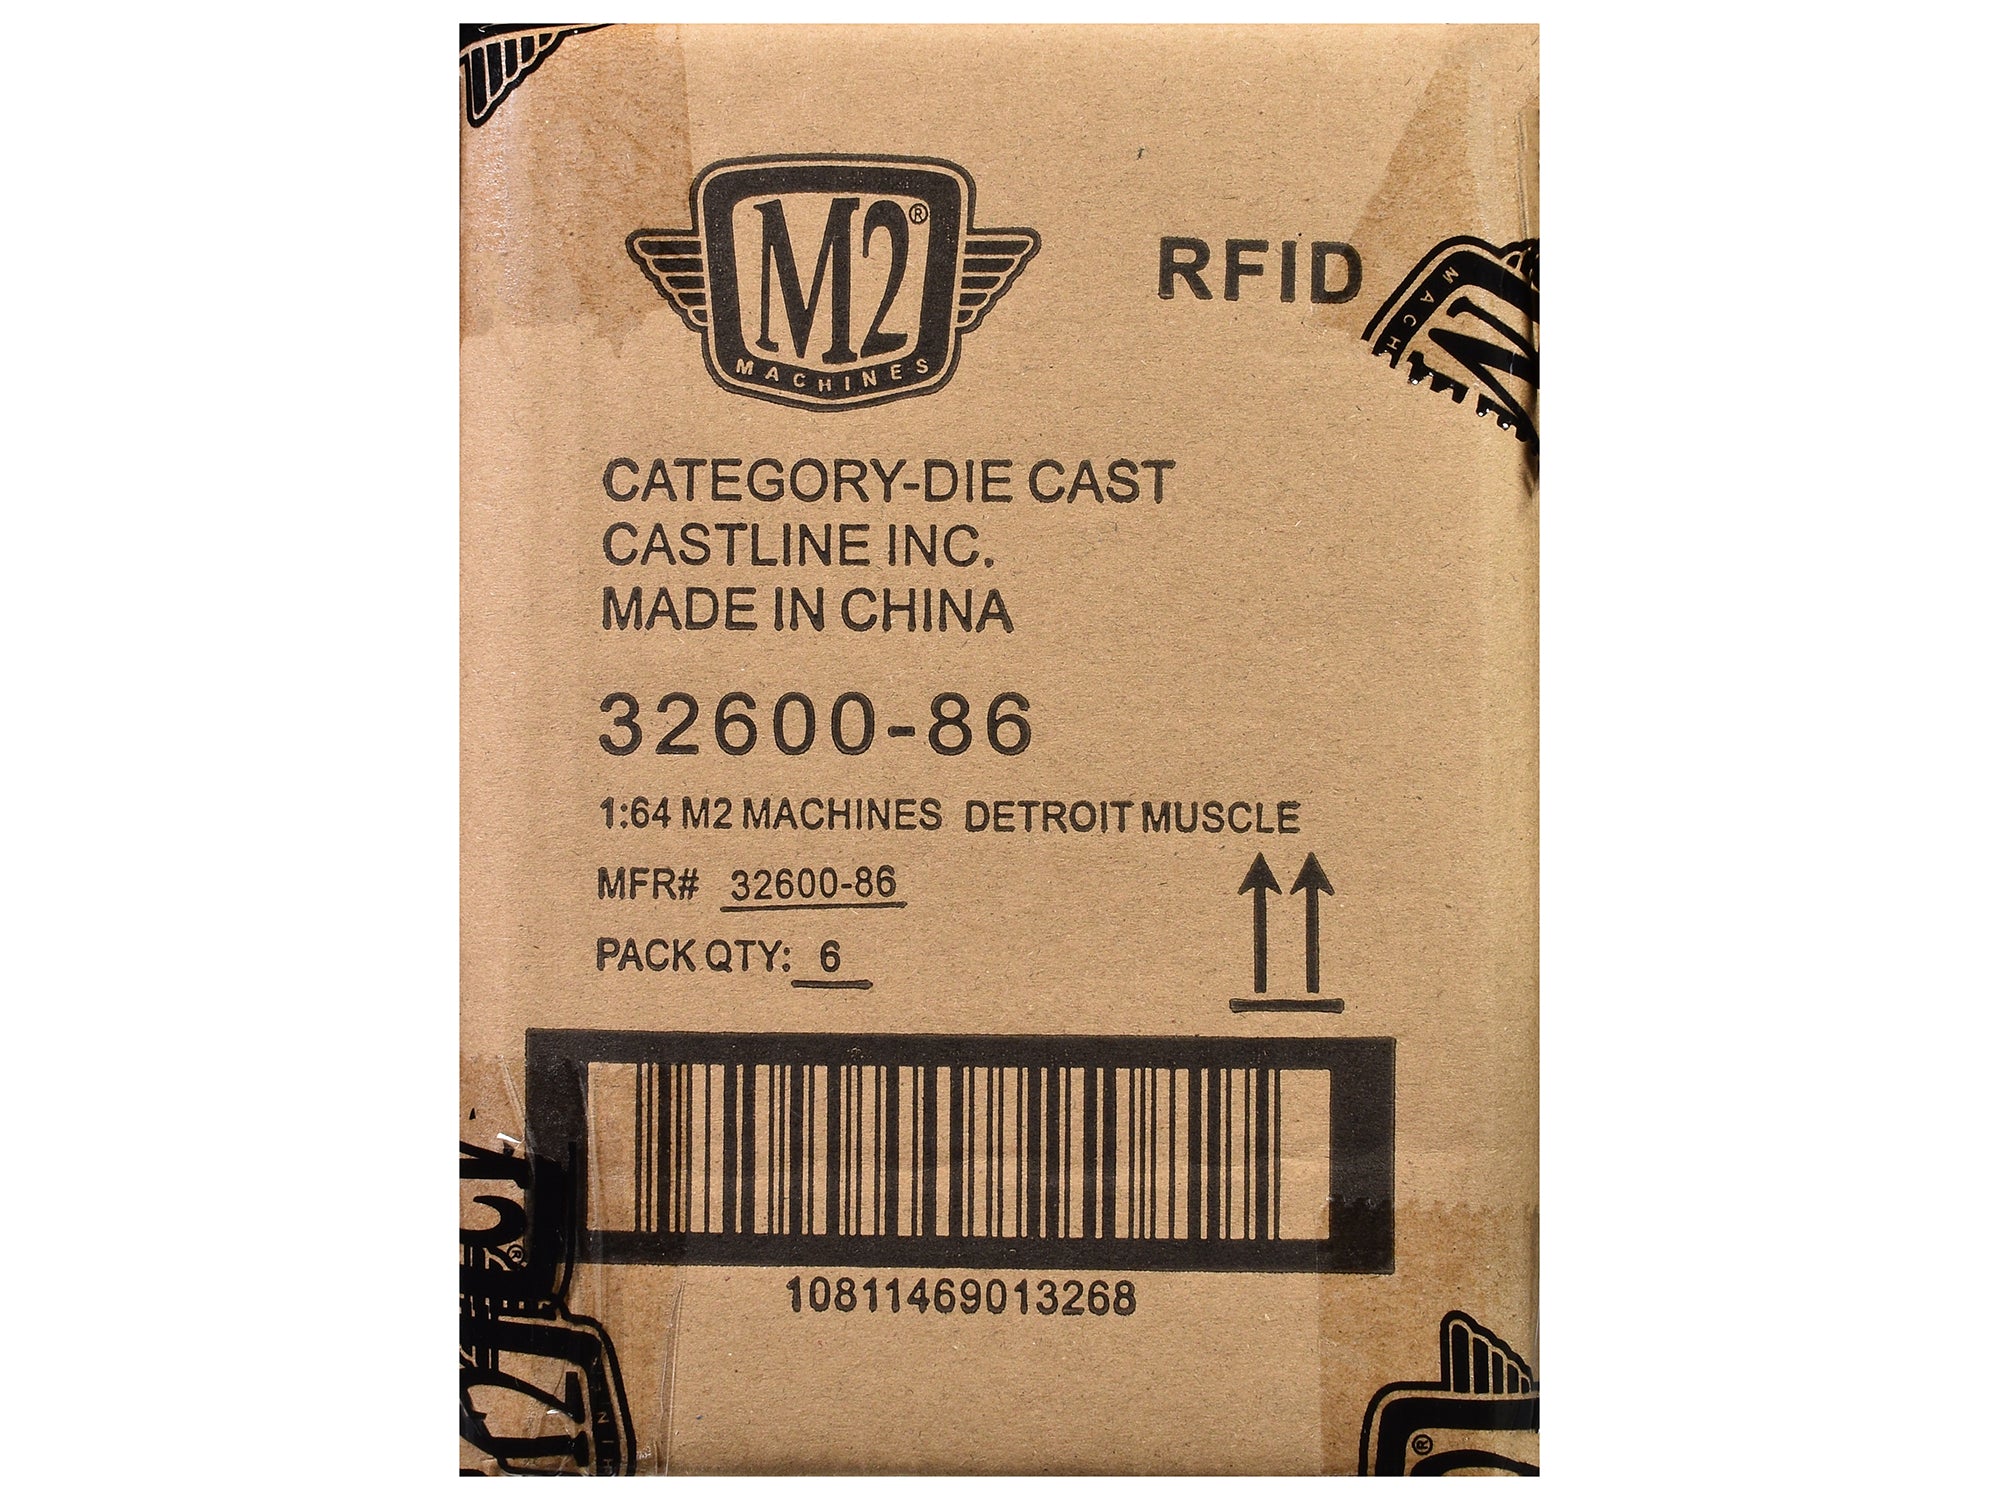 M2®
MACHINES
RFID
MACH
CATEGORY-DIE CAST
CASTLINE INC.
MADE IN CHINA
32600-86
1:64 M2 MACHINES DETROIT MUSCLE
MFR# 32600-86
PACK QTY: 6
10811469013268